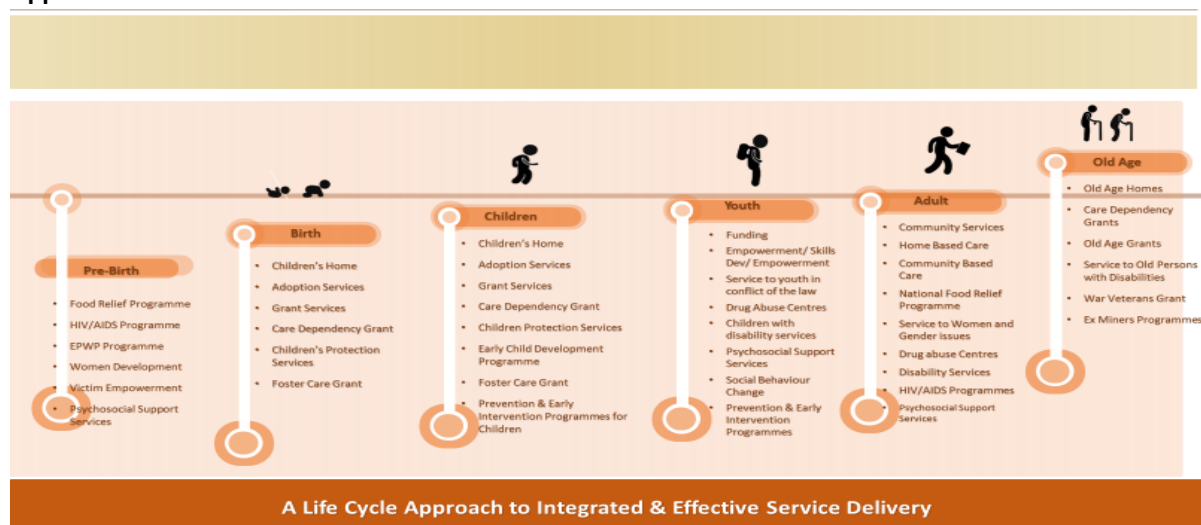 Pre-Birth
Food Relief Programme
HIV/AIDS Programme
EPWP Programme
Women Development
Victim Empowerment
Psychosocial Support
Services
Birth
Children's Home
Adoption Services
Grant Services
Care Dependency Grant
Children's Protection
Services
Foster Care Grant
Children
Children's Home
Adoption Services
Grant Services
Care Dependency Grant
Children Protection Services
Early Child Development
Programme
Foster Care Grant
Prevention & Early
Intervention Programmes for
Children
Youth
Funding
Empowerment/ Skills
Dev/ Empowerment
Service to youth in
conflict of the law
Drug Abuse Centres
Children with
disability services
Psychosocial Support
Services
Social Behaviour
Change
Prevention & Early
Intervention
Programmes
Adult
Community Services
Home Based Care
Community Based
Care
National Food Relief
Programme
Service to Women and
Gender issues
Drug abuse Centres
Disability Services
HIV/AIDS Programmes
Psychosocial Support
Services
Old Age
Old Age Homes
Care Dependency
Grants
Old Age Grants
Service to Old Persons
with Disabilities
War Veterans Grant
Ex Miners Programmes
A Life Cycle Approach to Integrated & Effective Service Delivery